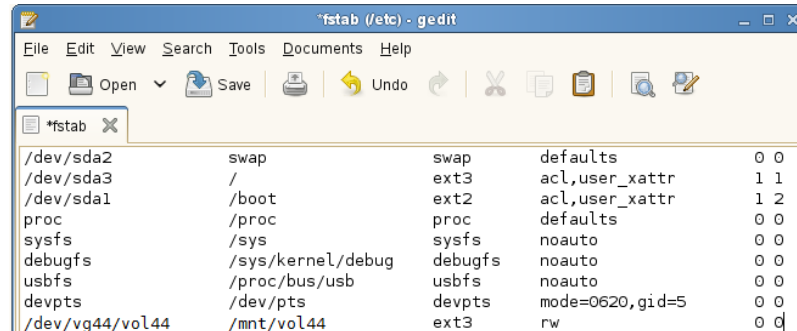 *fstab (/etc) - gedit
File Edit View Search Tools Documents Help
Open Save Undo
*fstab
/dev/sda2 swap swap defaults 0 0
/dev/sda3 / ext3 acl,user_xattr 1 1
/dev/sda1 /boot ext2 acl,user_xattr 1 2
proc /proc proc defaults 0 0
sysfs /sys sysfs noauto 0 0
debugfs /sys/kernel/debug debugfs noauto 0 0
usbfs /proc/bus/usb usbfs noauto 0 0
devpts /dev/pts devpts mode=0620,gid=5 0 0
/dev/vg44/vol44 /mnt/vol44 ext3 rw 0 0